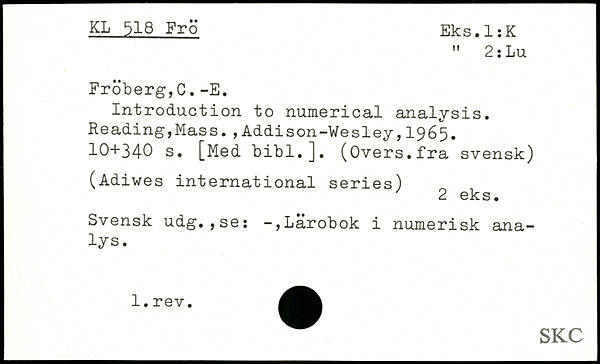 KL 518 Frö
Eks.1:K
" 2:Lu
Fröberg,C.-E.
Introduction to numerical analysis.
Reading,Mass.,Addison-Wesley,1965.
10+340 s. [Med bibl.]. (Overs.fra svensk)
(Adiwes international series)
2 eks.
Svensk udg.,se: -,Lärobok i numerisk ana-
lys.
1.rev.
SKC